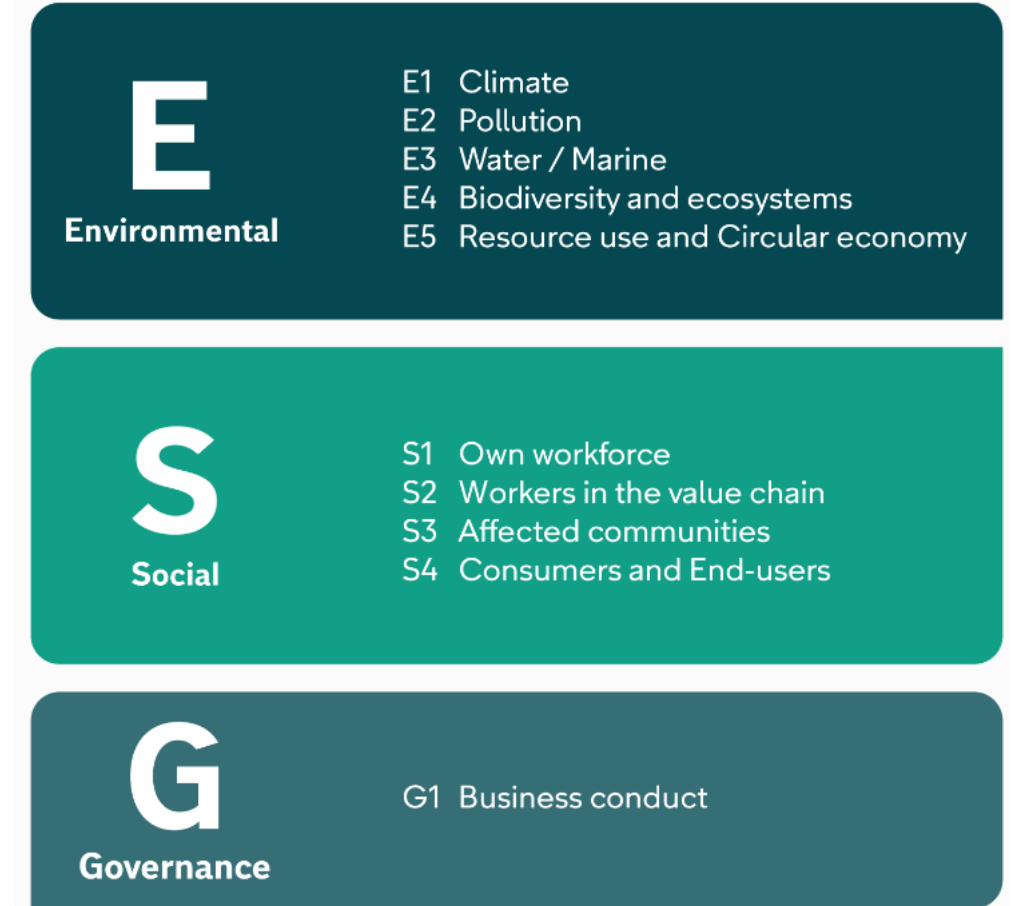 E
Environmental
E1 Climate
E2 Pollution
E3 Water / Marine
E4 Biodiversity and ecosystems
E5 Resource use and Circular economy
S
Social
S1 Own workforce
S2 Workers in the value chain
S3 Affected communities
S4 Consumers and End-users
G
Governance
G1 Business conduct